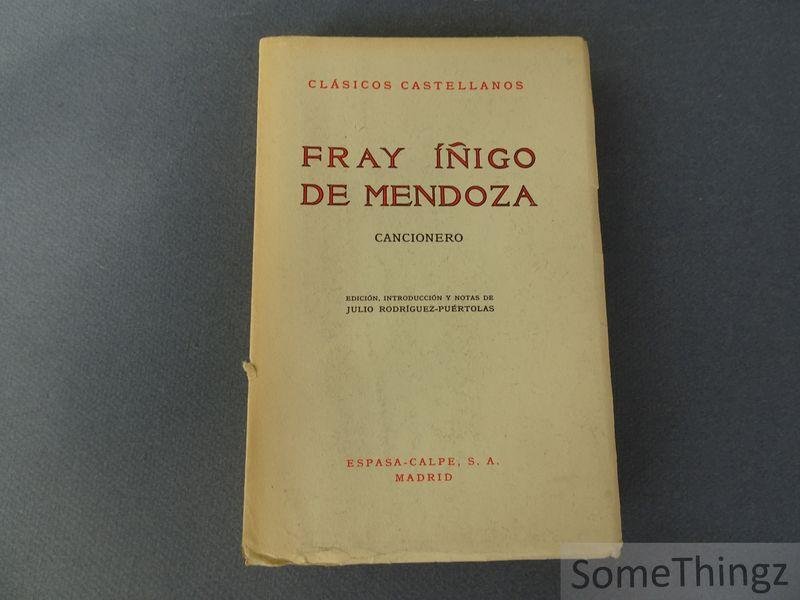 CLÁSICOS CASTELLANOS
FRAY ÍÑIGO
DE MENDOZA
CANCIONERO
EDICIÓN, INTRODUCCIÓN Y NOTAS DE
JULIO RODRÍGUEZ-PUÉRTOLAS
ESPASA-CALPE, S. A.
MADRID
SomeThingz